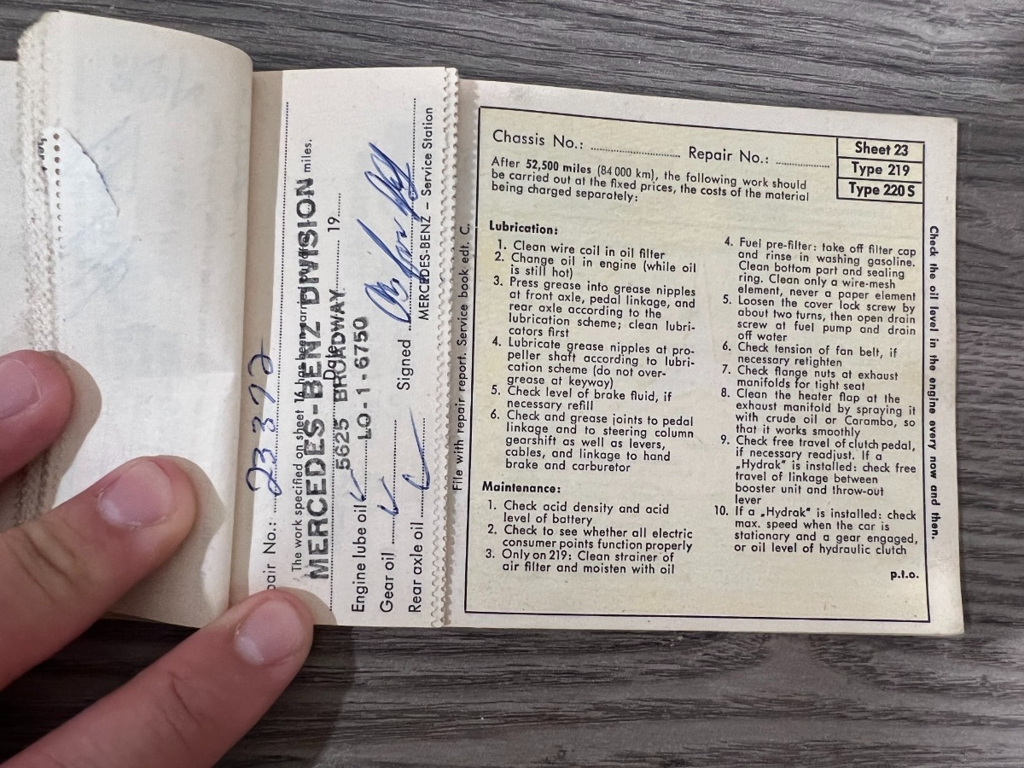 pair No.: 23 372
The work specified on sheet 16 has been carried miles.
MERCEDES-BENZ DIVISION
Date 19
5625 BROADWAY
LO-1-6750
Engine lube oil
Gear oil
Signed
Rear axle oil
MERCEDES-BENZ – Service Station
File with repair report. Service book edt. C.
Chassis No.: Repair No.:
Sheet 23
Type 219
Type 220 S
After 52,500 miles (84 000 km), the following work should
be carried out at the fixed prices, the costs of the material
being charged separately:
Lubrication:
1. Clean wire coil in oil filter
2. Change oil in engine (while oil
is still hot)
3. Press grease into grease nipples
at front axle, pedal linkage, and
rear axle according to the
lubrication scheme; clean lubri-
cators first
4. Lubricate grease nipples at pro-
peller shaft according to lubri-
cation scheme (do not over-
grease at keyway)
5. Check level of brake fluid, if
necessary refill
6. Check and grease joints to pedal
linkage and to steering column
gearshift as well as levers,
cables, and linkage to hand
brake and carburetor
Maintenance:
1. Check acid density and acid
level of battery
2. Check to see whether all electric
consumer points function properly
3. Only on 219: Clean strainer of
air filter and moisten with oil
4. Fuel pre-filter: take off filter cap
and rinse in washing gasoline.
Clean bottom part and sealing
ring. Clean only a wire-mesh
element, never a paper element
5. Loosen the cover lock screw by
about two turns, then open drain
screw at fuel pump and drain
off water
6. Check tension of fan belt, if
necessary retighten
7. Check flange nuts at exhaust
manifolds for tight seat
8. Clean the heater flap at the
exhaust manifold by spraying it
with crude oil or Caramba, so
that it works smoothly
9. Check free travel of clutch pedal,
if necessary readjust. If a
„Hydrak" is installed: check free
travel of linkage between
booster unit and throw-out
lever
10. If a „Hydrak" is installed: check
max. speed when the car is
stationary and a gear engaged,
or oil level of hydraulic clutch
p.t.o.
Check the oil level in the engine every now and then.